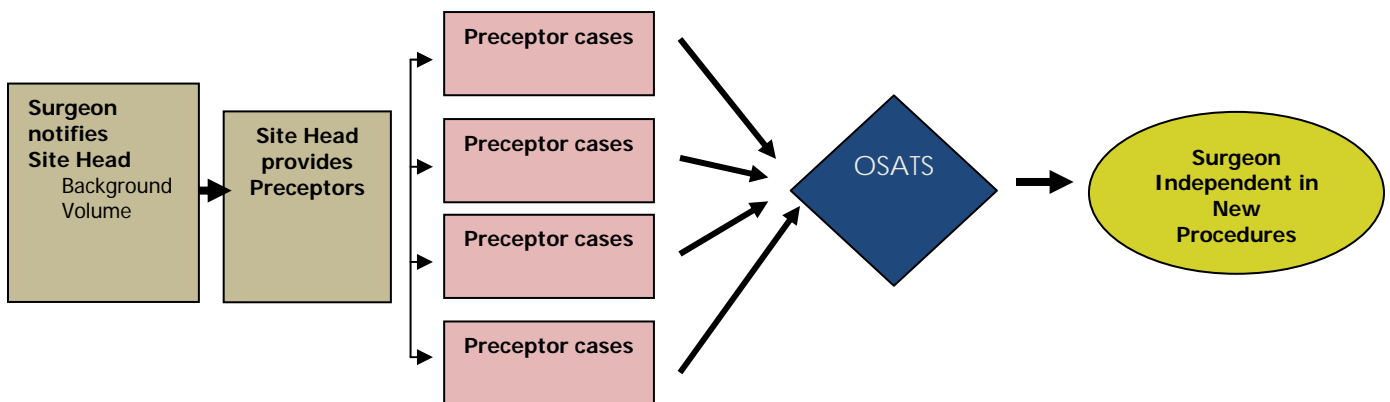 Surgeon
notifies
Site Head
Background
Volume
Site Head
provides
Preceptors
Preceptor cases
Preceptor cases
Preceptor cases
Preceptor cases
OSATS
Surgeon
Independent in
New
Procedures